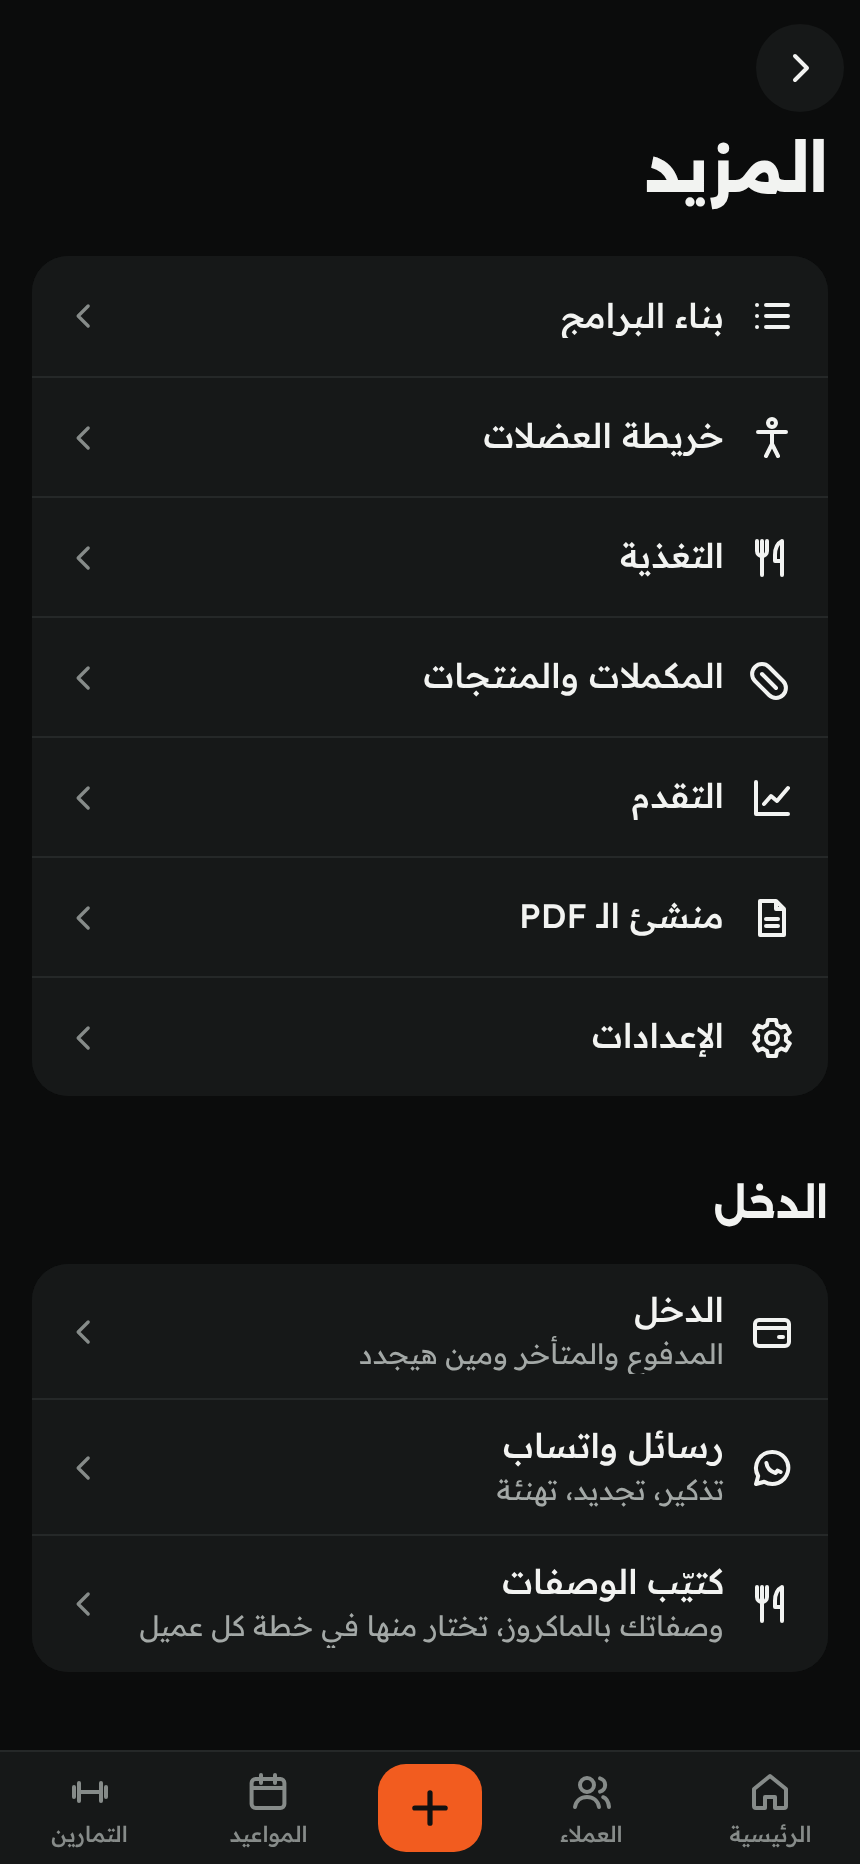 المزيد
بناء البرامج
خريطة العضلات
التغذية
المكملات والمنتجات
التقدم
منشئ الـ PDF
الإعدادات
الدخل
الدخل
المدفوع والمتأخر ومين هيجدد
رسائل واتساب
تذكير، تجديد، تهنئة
كتيّب الوصفات
وصفاتك بالماكروز، تختار منها في خطة كل عميل
الرئيسية
العملاء
المواعيد
التمارين